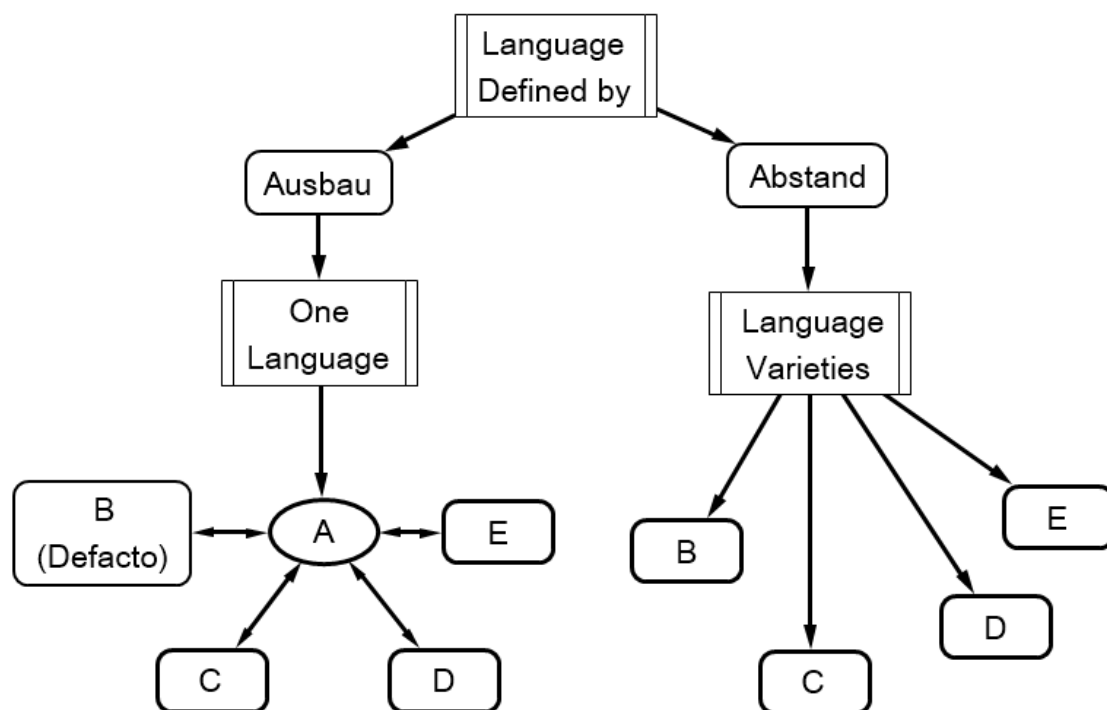 Language
Defined by
Ausbau
Abstand
One
Language
Language
Varieties
B
(Defacto)
A
E
C
D
B
E
D
C